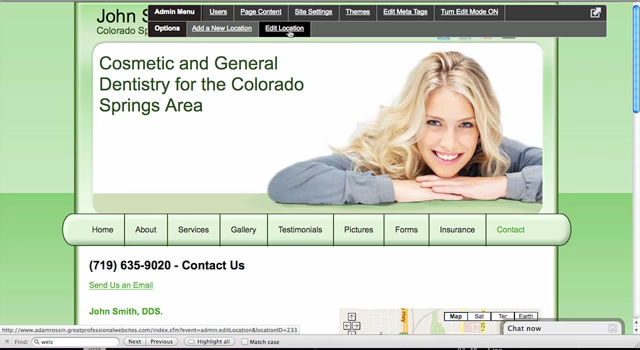 John S
Colorado Sp
Admin Menu Users Page Content Site Settings Themes Edit Meta Tags Turn Edit Mode ON
Options Add a New Location Edit Location
Cosmetic and General
Dentistry for the Colorado
Springs Area
Home About Services Gallery Testimonials Pictures Forms Insurance Contact
(719) 635-9020 - Contact Us
Send Us an Email
John Smith, DDS.
Map Sat Ter Earth
Chat now
http://www.adamrossin.greatprofessionalwebsites.com/index.cfm?event=admin.editLocation&locationID=233
Find: welc Next Previous Highlight all Match case